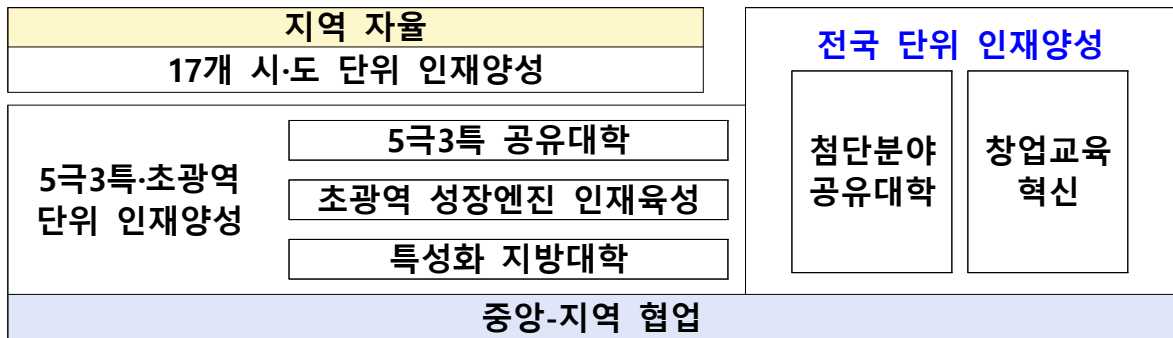 지역 자율
17개 시·도 단위 인재양성
5극3특·초광역
단위 인재양성
5극3특 공유대학
초광역 성장엔진 인재육성
특성화 지방대학
전국 단위 인재양성
첨단분야
공유대학
창업교육
혁신
중앙-지역 협업